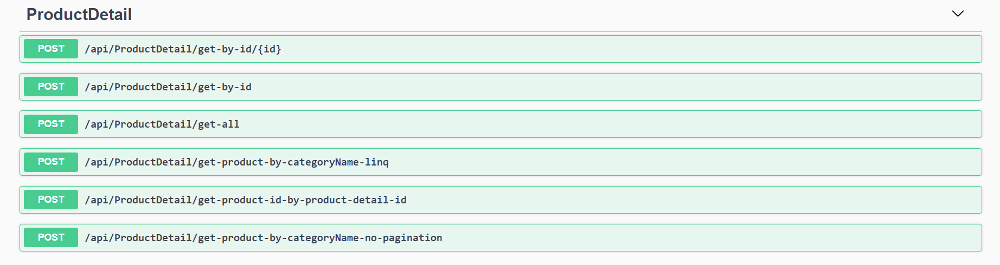 ProductDetail
POST /api/ProductDetail/get-by-id/{id}
POST /api/ProductDetail/get-by-id
POST /api/ProductDetail/get-all
POST /api/ProductDetail/get-product-by-categoryName-linq
POST /api/ProductDetail/get-product-id-by-product-detail-id
POST /api/ProductDetail/get-product-by-categoryName-no-pagination